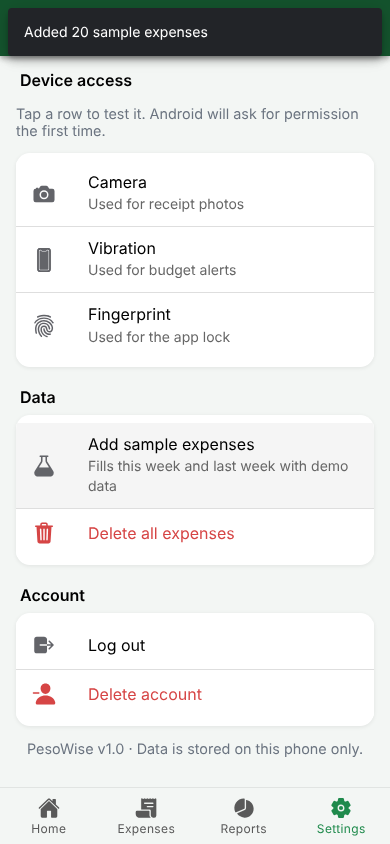 Added 20 sample expenses
Device access
Tap a row to test it. Android will ask for permission
the first time.
Camera
Used for receipt photos
Vibration
Used for budget alerts
Fingerprint
Used for the app lock
Data
Add sample expenses
Fills this week and last week with demo
data
Delete all expenses
Account
Log out
Delete account
PesoWise v1.0 · Data is stored on this phone only.
Home
Expenses
Reports
Settings